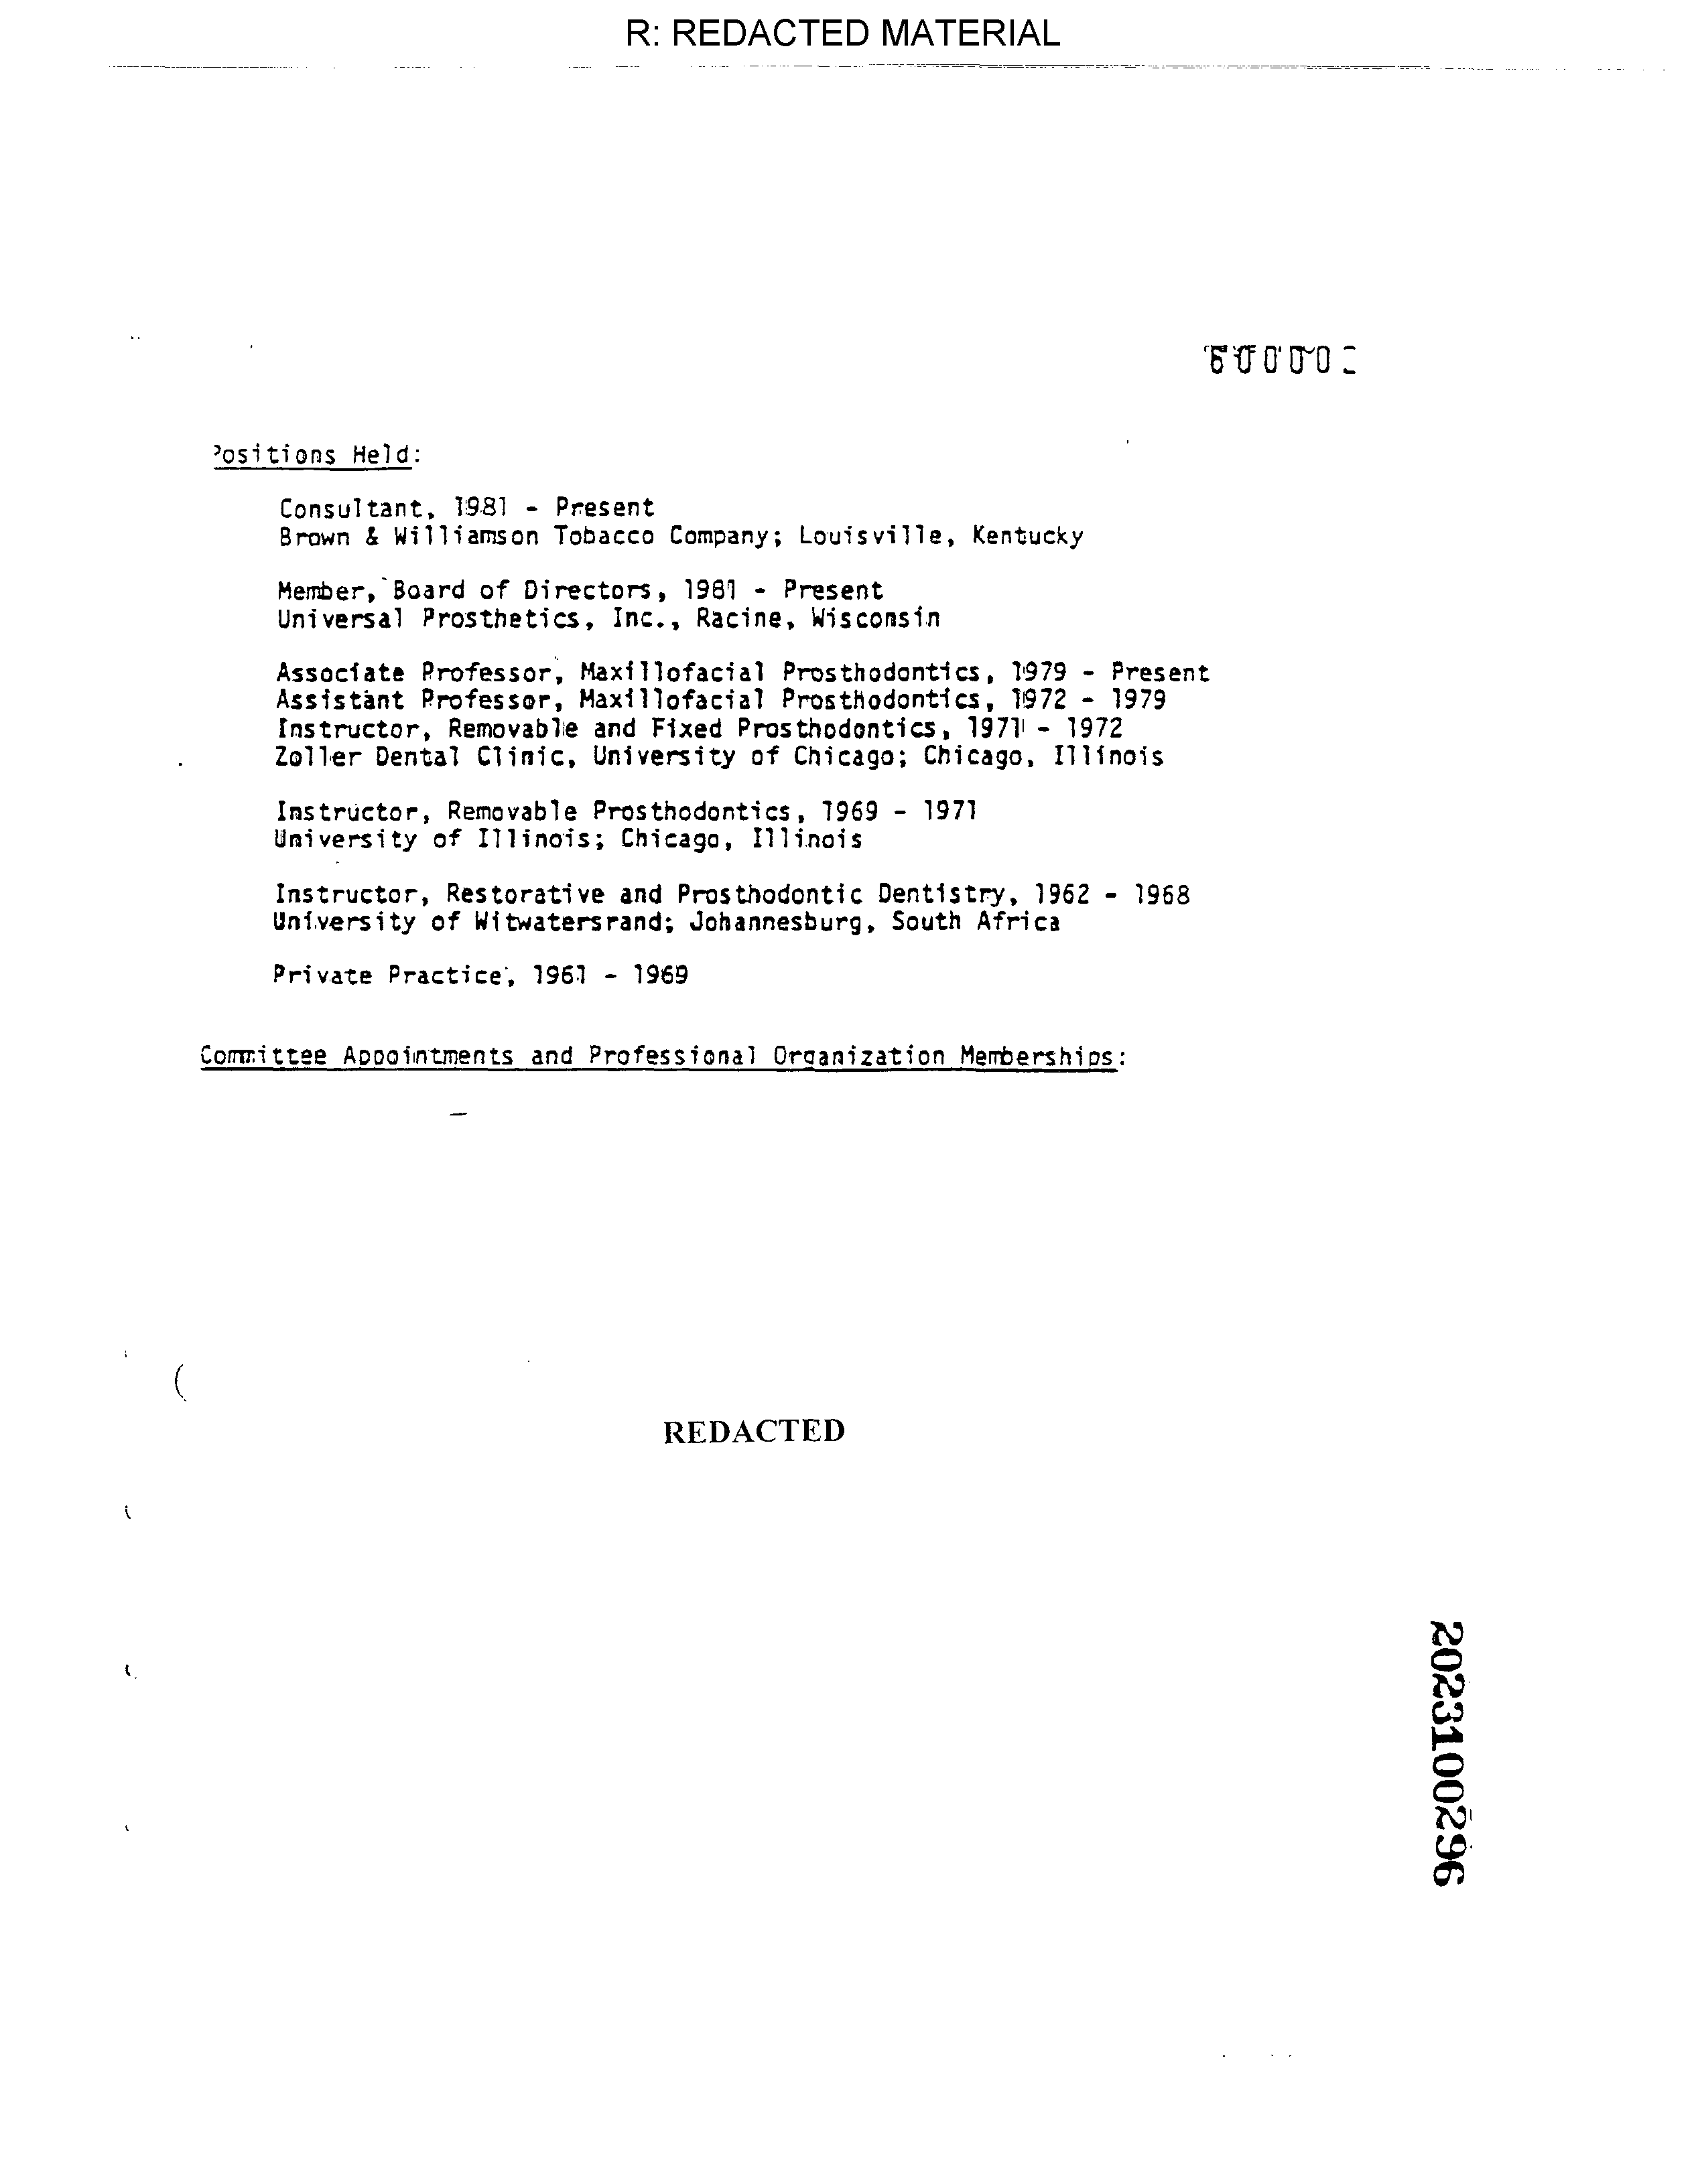 R: REDACTED MATERIAL
Positions Held:
Consultant, 1981 - Present
Brown & Williamson Tobacco Company; Louisville, Kentucky
Member, Board of Directors, 1981 - Present
Universal Prosthetics, Inc., Racine, Wisconsin
Associate Professor, Maxillofacial Prosthodontics, 1979 - Present
Assistant Professor, Maxillofacial Prosthodontics, 1972 - 1979
Instructor, Removable and Fixed Prosthodontics, 1971 - 1972
Zoller Dental Clinic, University of Chicago; Chicago, Illinois
Instructor, Removable Prosthodontics, 1969 - 1971
University of Illinois; Chicago, Illinois
Instructor, Restorative and Prosthodontic Dentistry, 1962 - 1968
University of Witwatersrand; Johannesburg, South Africa
Private Practice, 1961 - 1969
Committee Appointments and Professional Organization Memberships:
REDACTED
2023100296